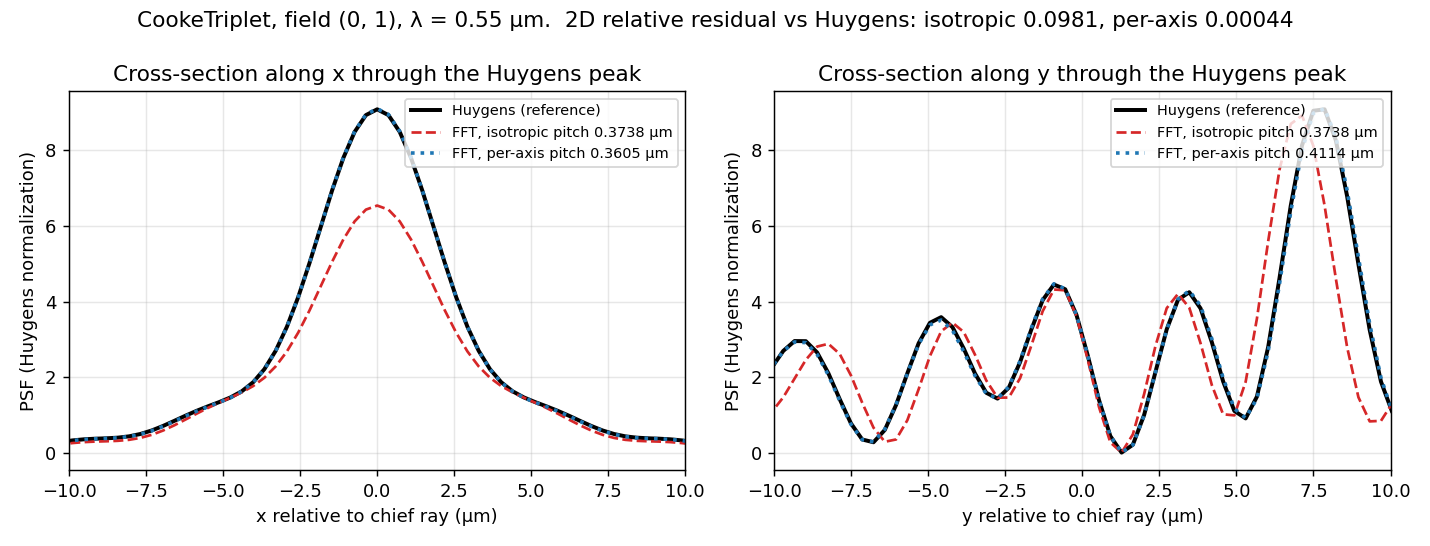 CookeTriplet, field (0, 1), λ = 0.55 µm.  2D relative residual vs Huygens: isotropic 0.0981, per-axis 0.00044
Cross-section along x through the Huygens peak
PSF (Huygens normalization)
8
6
4
2
0
Huygens (reference)
FFT, isotropic pitch 0.3738 µm
FFT, per-axis pitch 0.3605 µm
−10.0 −7.5 −5.0 −2.5 0.0 2.5 5.0 7.5 10.0
x relative to chief ray (µm)
Cross-section along y through the Huygens peak
PSF (Huygens normalization)
8
6
4
2
0
Huygens (reference)
FFT, isotropic pitch 0.3738 µm
FFT, per-axis pitch 0.4114 µm
−10.0 −7.5 −5.0 −2.5 0.0 2.5 5.0 7.5 10.0
y relative to chief ray (µm)